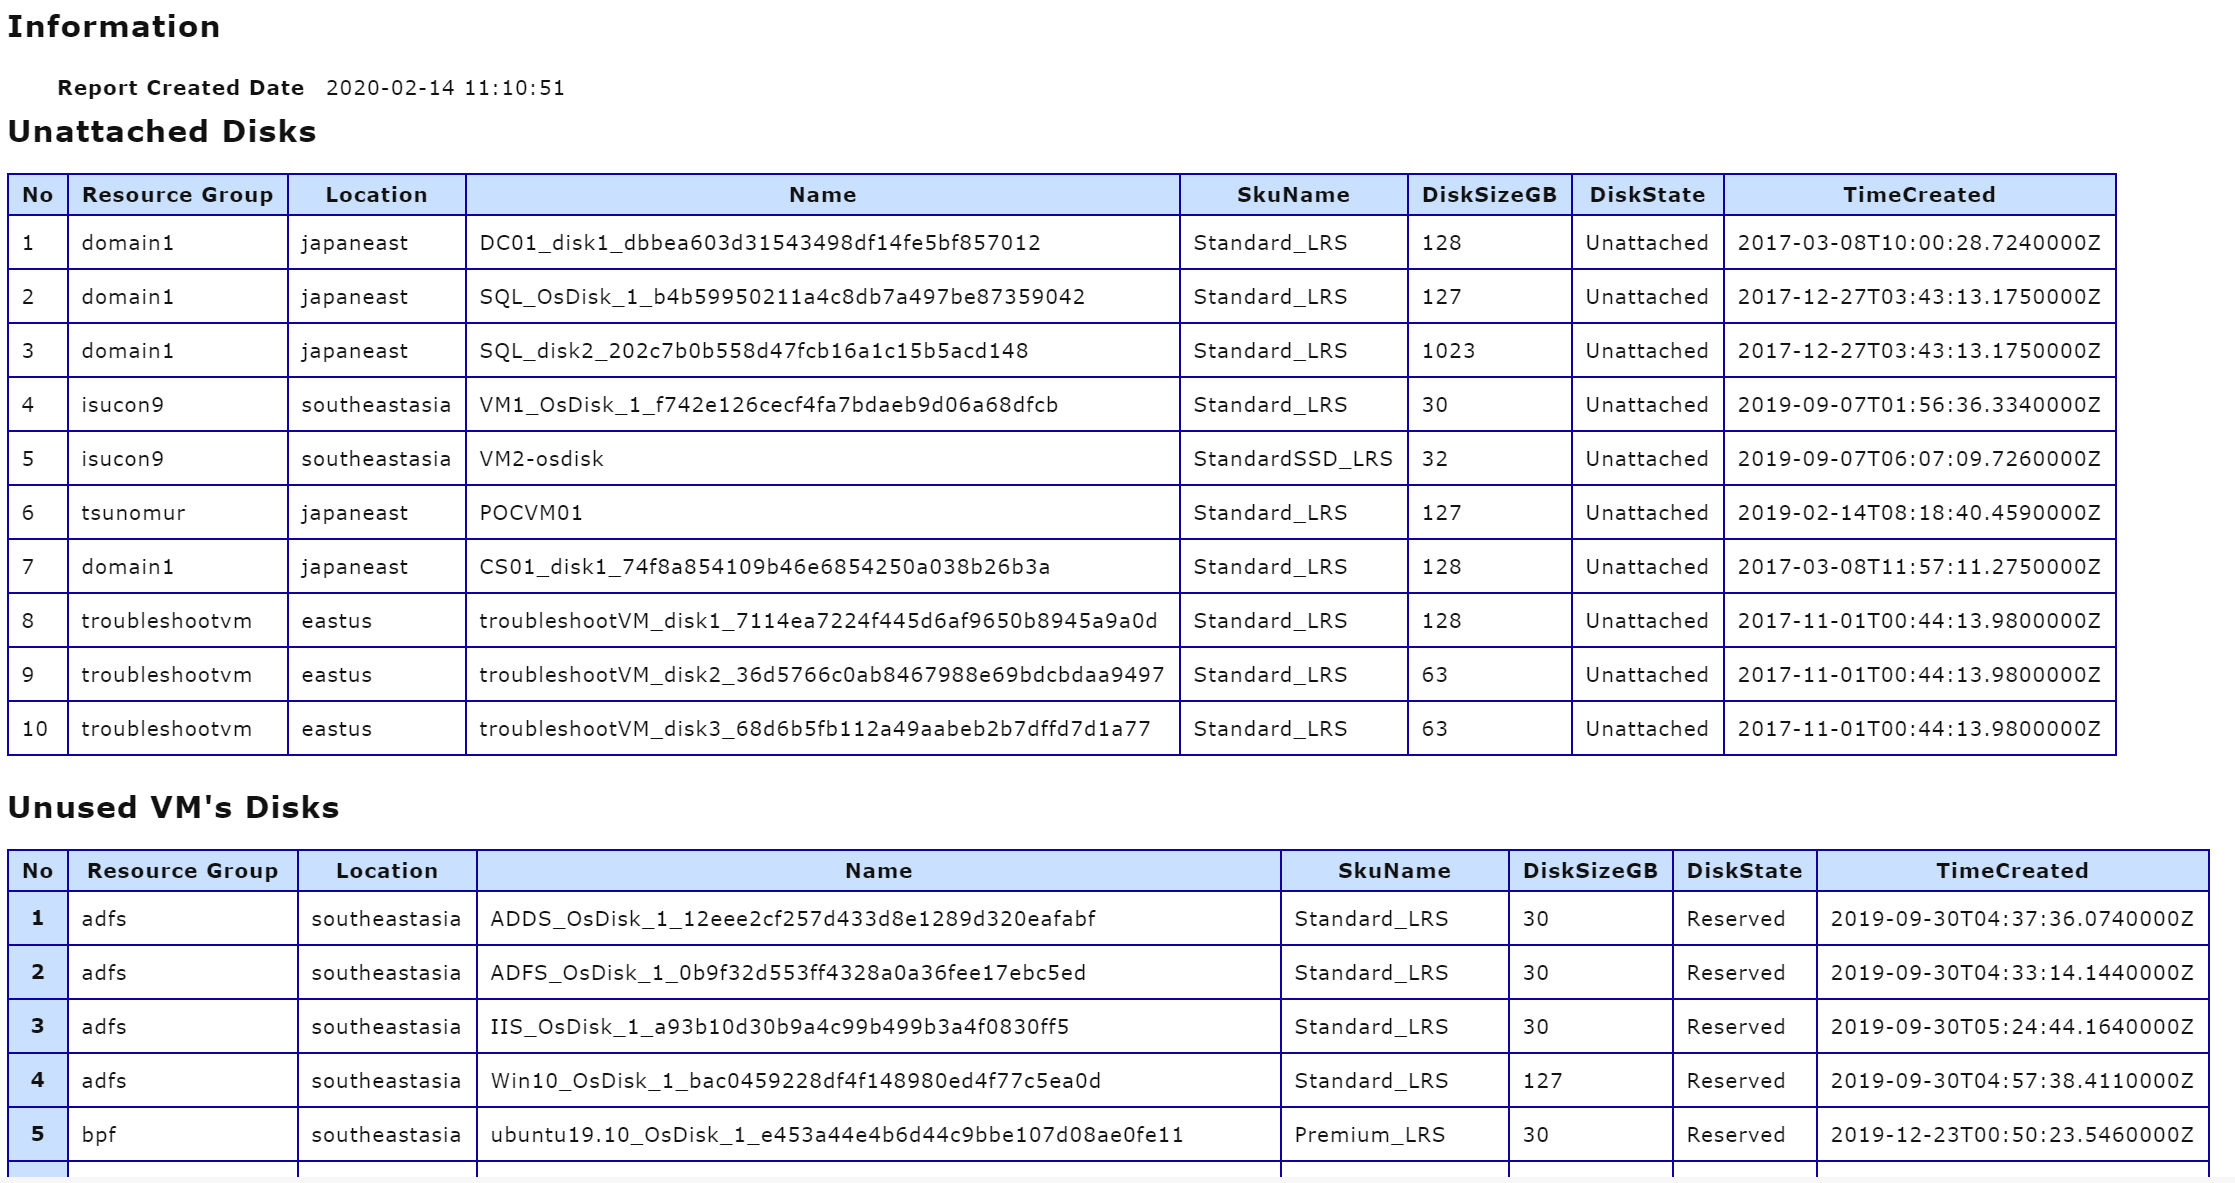 Information
Report Created Date 2020-02-14 11:10:51
Unattached Disks
No Resource Group Location Name SkuName DiskSizeGB DiskState TimeCreated
1 domain1 japaneast DC01_disk1_dbbea603d31543498df14fe5bf857012 Standard_LRS 128 Unattached 2017-03-08T10:00:28.7240000Z
2 domain1 japaneast SQL_OsDisk_1_b4b59950211a4c8db7a497be87359042 Standard_LRS 127 Unattached 2017-12-27T03:43:13.1750000Z
3 domain1 japaneast SQL_disk2_202c7b0b558d47fcb16a1c15b5acd148 Standard_LRS 1023 Unattached 2017-12-27T03:43:13.1750000Z
4 isucon9 southeastasia VM1_OsDisk_1_f742e126cecf4fa7bdaeb9d06a68dfcb Standard_LRS 30 Unattached 2019-09-07T01:56:36.3340000Z
5 isucon9 southeastasia VM2-osdisk StandardSSD_LRS 32 Unattached 2019-09-07T06:07:09.7260000Z
6 tsunomur japaneast POCVM01 Standard_LRS 127 Unattached 2019-02-14T08:18:40.4590000Z
7 domain1 japaneast CS01_disk1_74f8a854109b46e6854250a038b26b3a Standard_LRS 128 Unattached 2017-03-08T11:57:11.2750000Z
8 troubleshootvm eastus troubleshootVM_disk1_7114ea7224f445d6af9650b8945a9a0d Standard_LRS 128 Unattached 2017-11-01T00:44:13.9800000Z
9 troubleshootvm eastus troubleshootVM_disk2_36d5766c0ab8467988e69bdcbdaa9497 Standard_LRS 63 Unattached 2017-11-01T00:44:13.9800000Z
10 troubleshootvm eastus troubleshootVM_disk3_68d6b5fb112a49aabeb2b7dffd7d1a77 Standard_LRS 63 Unattached 2017-11-01T00:44:13.9800000Z
Unused VM's Disks
No Resource Group Location Name SkuName DiskSizeGB DiskState TimeCreated
1 adfs southeastasia ADDS_OsDisk_1_12eee2cf257d433d8e1289d320eafabf Standard_LRS 30 Reserved 2019-09-30T04:37:36.0740000Z
2 adfs southeastasia ADFS_OsDisk_1_0b9f32d553ff4328a0a36fee17ebc5ed Standard_LRS 30 Reserved 2019-09-30T04:33:14.1440000Z
3 adfs southeastasia IIS_OsDisk_1_a93b10d30b9a4c99b499b3a4f0830ff5 Standard_LRS 30 Reserved 2019-09-30T05:24:44.1640000Z
4 adfs southeastasia Win10_OsDisk_1_bac0459228df4f148980ed4f77c5ea0d Standard_LRS 127 Reserved 2019-09-30T04:57:38.4110000Z
5 bpf southeastasia ubuntu19.10_OsDisk_1_e453a44e4b6d44c9bbe107d08ae0fe11 Premium_LRS 30 Reserved 2019-12-23T00:50:23.5460000Z